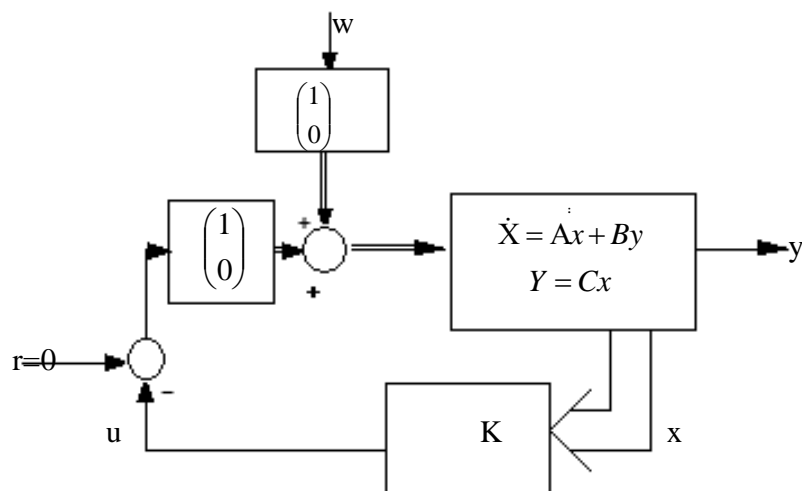 w
(1
0)
(1
0)
+
+
Ẋ = Ax + By
Y = Cx
y
r=0
-
u
K
x